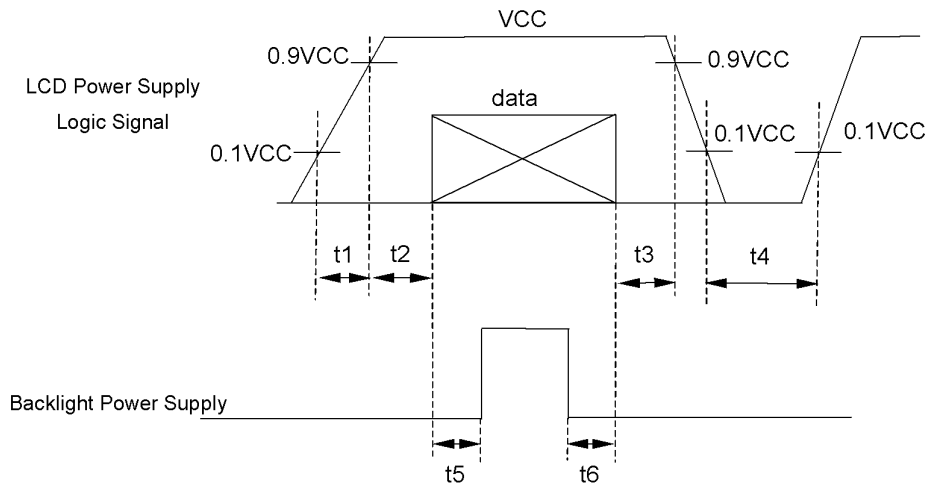 VCC
0.9VCC
0.9VCC
LCD Power Supply
Logic Signal
data
0.1VCC
0.1VCC
0.1VCC
t1
t2
t3
t4
Backlight Power Supply
t5
t6